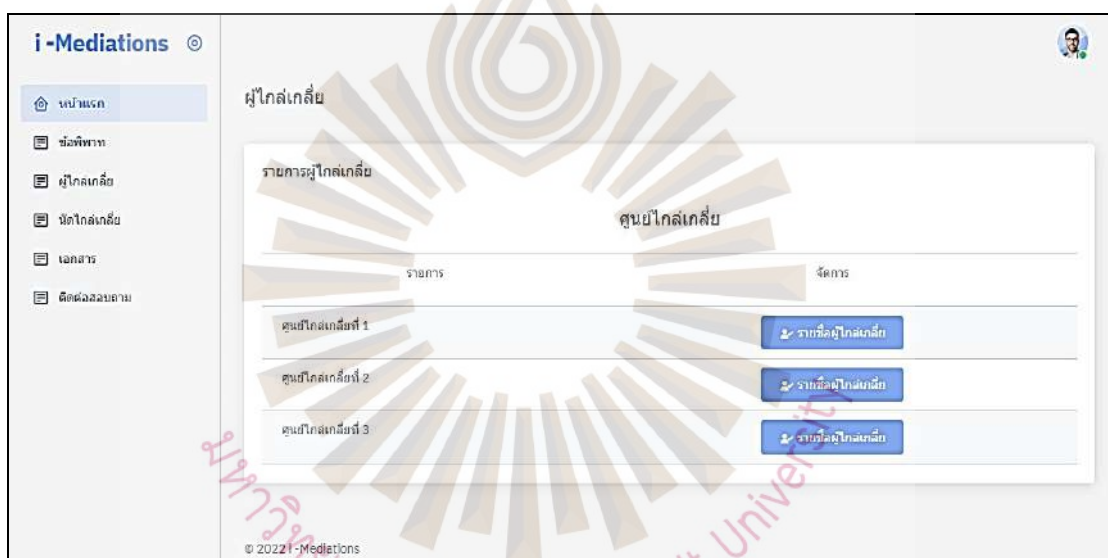 i-Mediations
หน้าแรก
ข้อพิพาท
ผู้ไกล่เกลี่ย
นัดไกล่เกลี่ย
เอกสาร
ติดต่อสอบถาม
ผู้ไกล่เกลี่ย
รายการผู้ไกล่เกลี่ย
ศูนย์ไกล่เกลี่ย
รายการ จัดการ
ศูนย์ไกล่เกลี่ยที่ 1 รายชื่อผู้ไกล่เกลี่ย
ศูนย์ไกล่เกลี่ยที่ 2 รายชื่อผู้ไกล่เกลี่ย
ศูนย์ไกล่เกลี่ยที่ 3 รายชื่อผู้ไกล่เกลี่ย
© 2022 i-Mediations
University